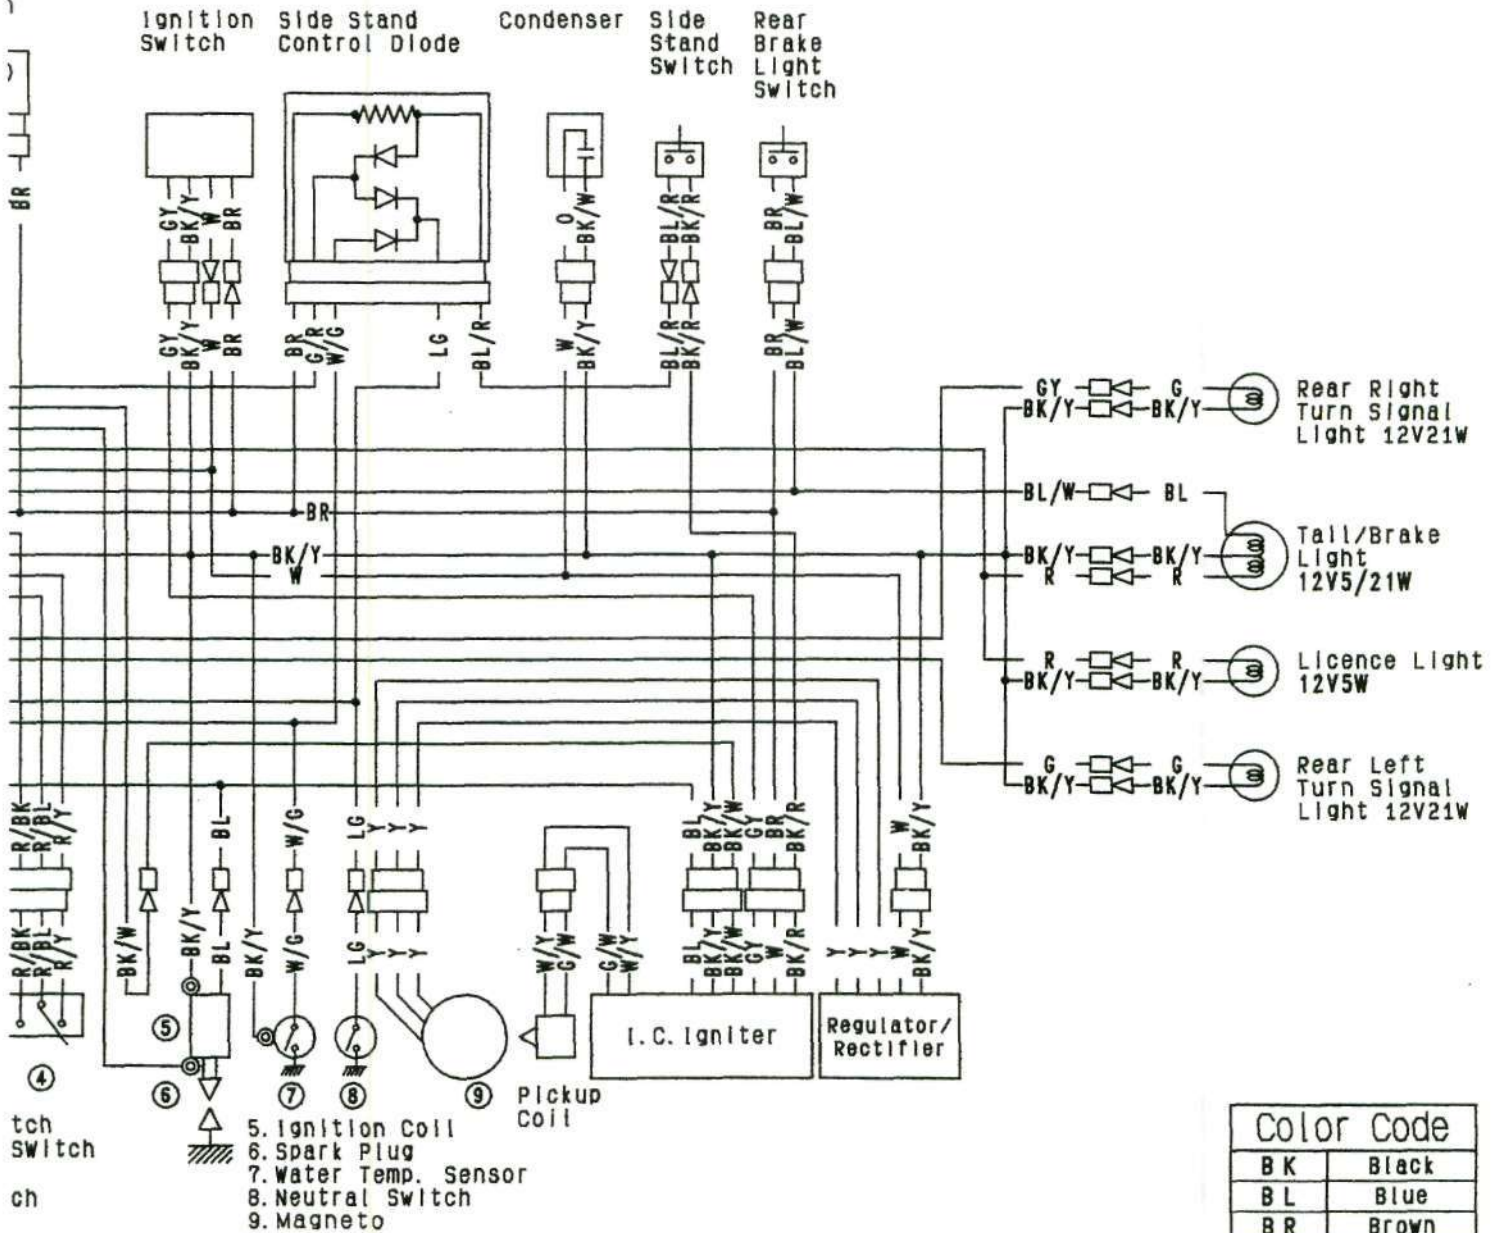 Ignition Switch
Side Stand Control Diode
Condenser
Side Stand Switch
Rear Brake Light Switch
BR
GY BK/Y W BR
O BK/W
BL/R BK/R
BR BL/W
GY BK/Y W BR
BR G/R W/G LG BL/R
W BK/Y
BL/R BK/R
BR BL/W
GY G
BK/Y BK/Y
Rear Right
Turn Signal
Light 12V21W
BL/W BL
BR
BK/Y
W
BK/Y BK/Y
R R
Tail/Brake
Light
12V5/21W
R R
BK/Y BK/Y
Licence Light
12V5W
G G
BK/Y BK/Y
Rear Left
Turn Signal
Light 12V21W
R/BK R/BL R/Y
BL W/G LG Y Y Y
BL BK/Y BK/W GY BR BK/R
W BK/Y
R/BK R/BL R/Y
BK/W BK/Y BL BK/Y W/G LG Y Y Y
W/Y G/W G/W W/Y
BL BK/Y BK/W GY W BK/R
Y Y Y W BK/Y
I.C.Igniter
Regulator/
Rectifier
4 5 6 7 8 9
Pickup
Coil
tch
Switch
ch
5.Ignition Coil
6.Spark Plug
7.Water Temp. Sensor
8.Neutral Switch
9.Magneto
Color Code
BK Black
BL Blue
BR Brown